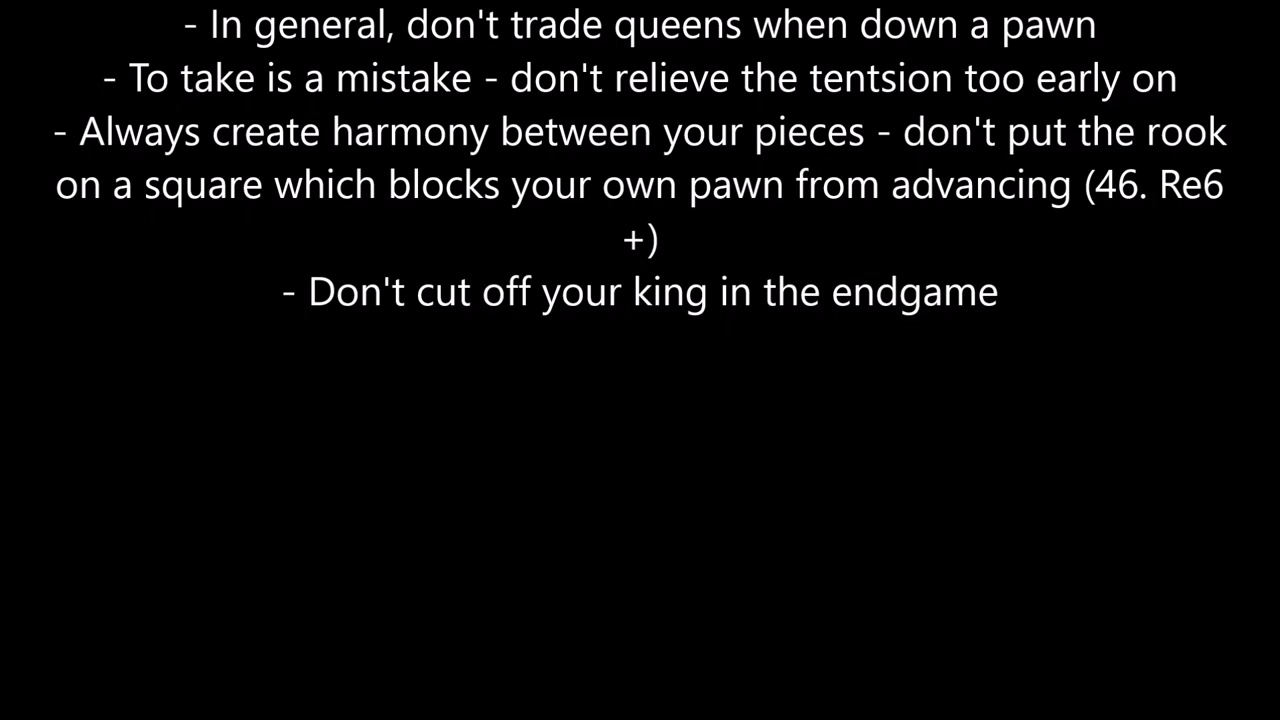 - In general, don't trade queens when down a pawn
- To take is a mistake - don't relieve the tentsion too early on
- Always create harmony between your pieces - don't put the rook
on a square which blocks your own pawn from advancing (46. Re6
+)
- Don't cut off your king in the endgame